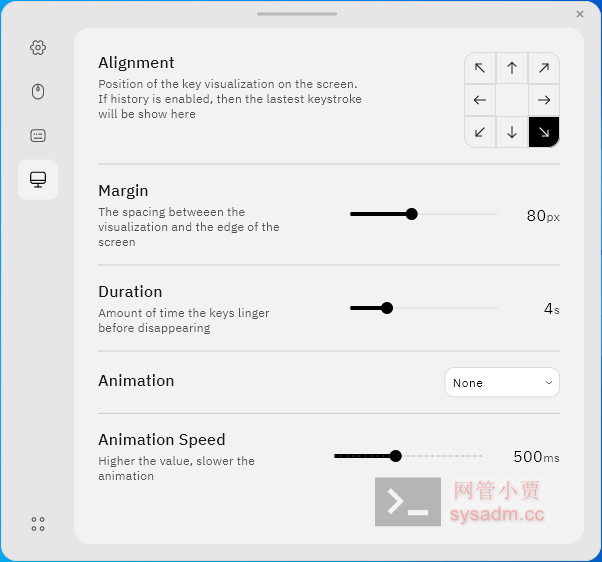 Alignment
Position of the key visualization on the screen.
If history is enabled, then the lastest keystroke
will be show here
Margin
The spacing betweeen the
visualization and the edge of the
screen
80px
Duration
Amount of time the keys linger
before disappearing
4s
Animation
None
Animation Speed
Higher the value, slower the
animation
500ms
网管小贾
sysadm.cc